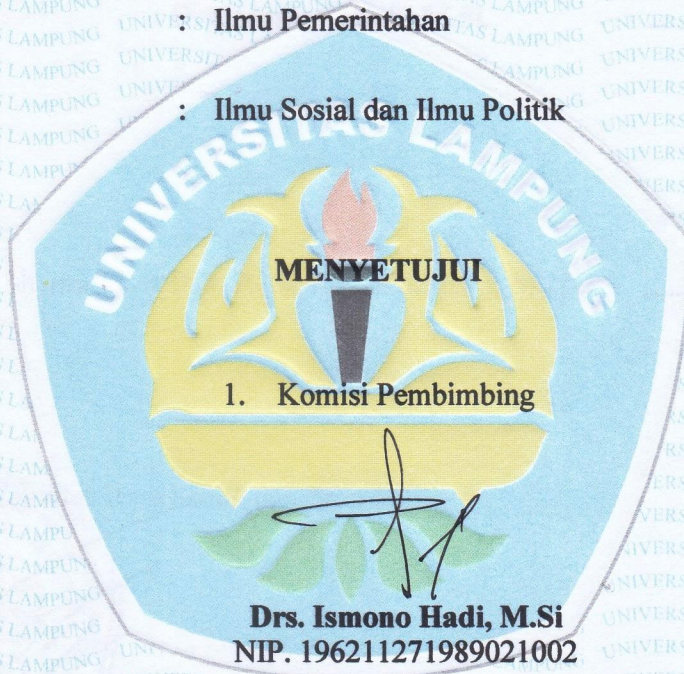 : Ilmu Pemerintahan
: Ilmu Sosial dan Ilmu Politik
UNIVERSITAS LAMPUNG
MENYETUJUI
1. Komisi Pembimbing
Drs. Ismono Hadi, M.Si
NIP. 196211271989021002